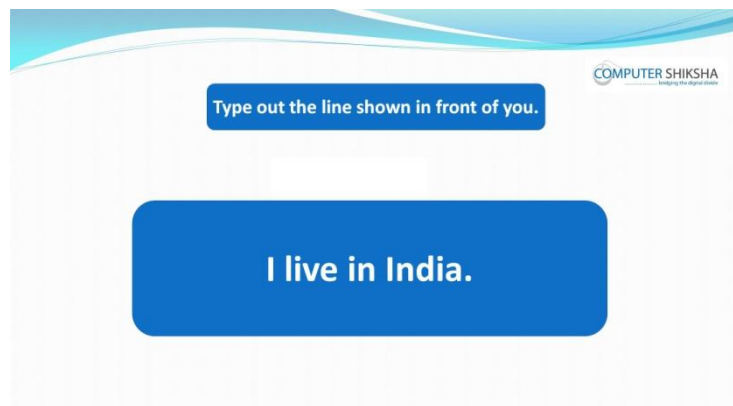 COMPUTER SHIKSHA
bridging the digital divide
Type out the line shown in front of you.
I live in India.